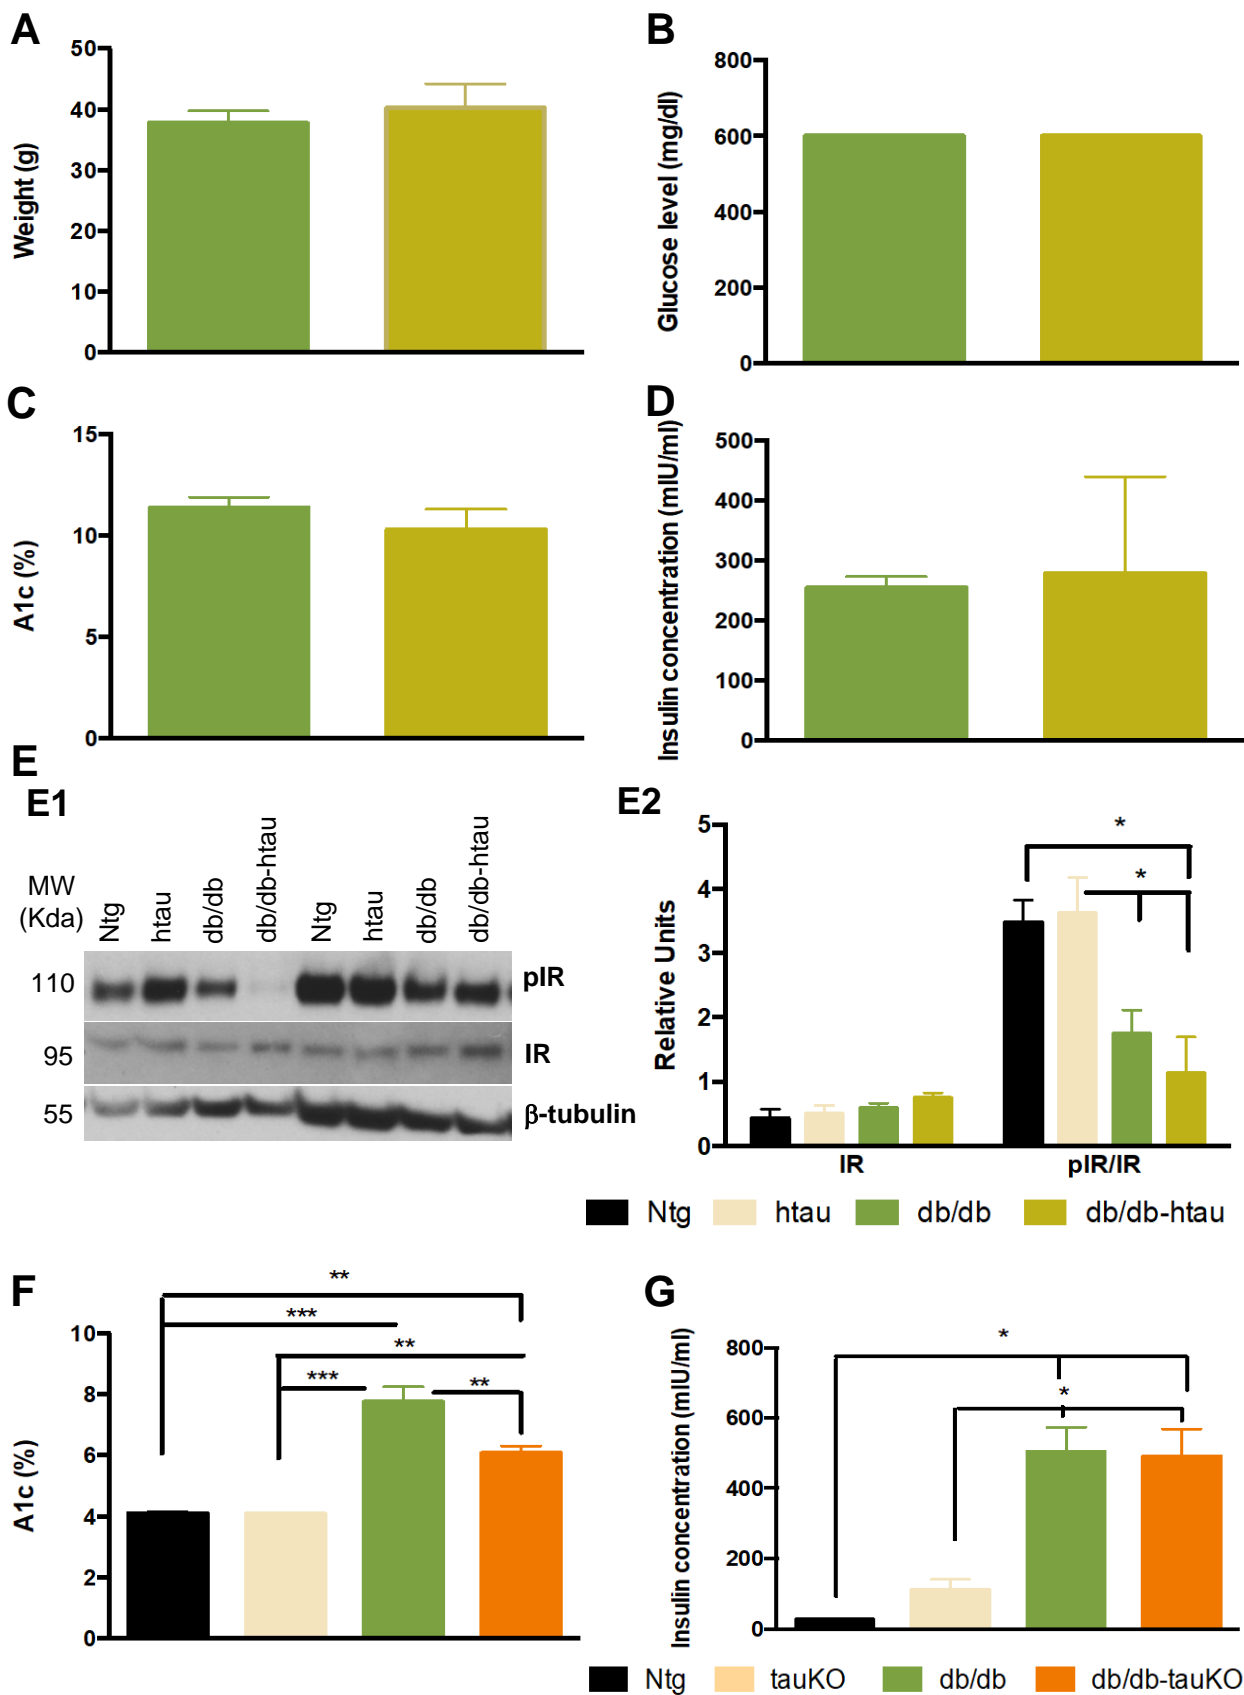 A
B
50
40
30
20
10
0
Weight (g)
800
600
400
200
0
Glucose level (mg/dl)
C
D
15
10
5
0
A1c (%)
500
400
300
200
100
0
Insulin concentration (mIU/ml)
E
E1
MW
(Kda)
Ntg
htau
db/db
db/db-htau
Ntg
htau
db/db
db/db-htau
110
pIR
95
IR
55
β-tubulin
E2
5
4
3
2
1
0
Relative Units
*
*
IR
pIR/IR
Ntg
htau
db/db
db/db-htau
F
**
***
**
***
**
10
8
6
4
2
0
A1c (%)
G
*
*
800
600
400
200
0
Insulin concentration (mIU/ml)
Ntg
tauKO
db/db
db/db-tauKO